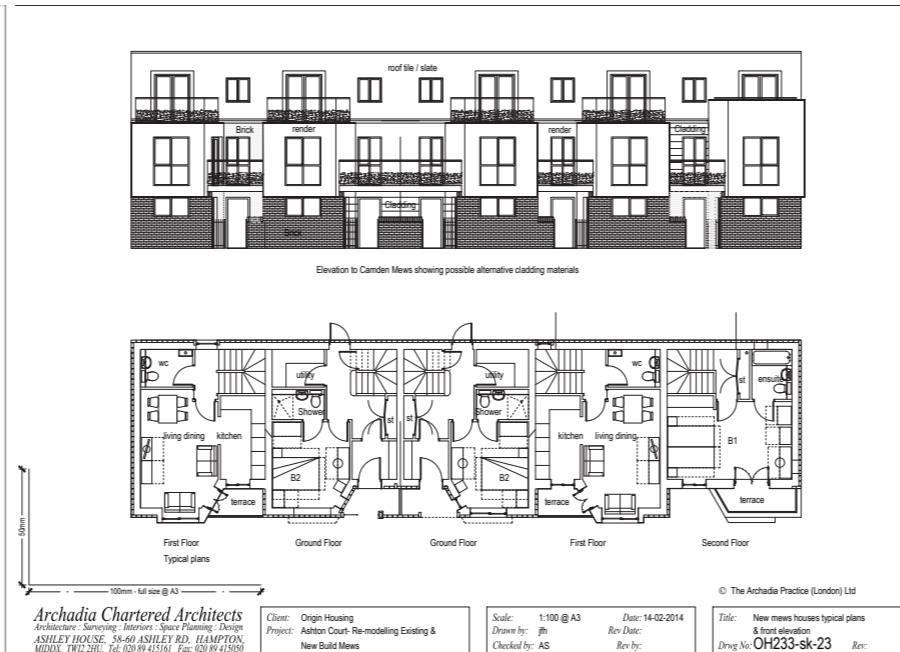 roof tile / slate
Brick
render
render
Cladding
Cladding
Brick
Elevation to Camden Mews showing possible alternative cladding materials
wc
utility
utility
wc
st
ensuite
Shower
st
st
Shower
living dining
kitchen
kitchen
living dining
B1
B2
B2
terrace
terrace
terrace
First Floor
Ground Floor
Ground Floor
First Floor
Second Floor
Typical plans
50mm
100mm - full size @ A3
© The Archadia Practice (London) Ltd
Archadia Chartered Architects
Architecture : Surveying : Interiors : Space Planning : Design
ASHLEY HOUSE, 58-60 ASHLEY RD, HAMPTON,
MIDDX. TW12 2HU. Tel: 020 89 415161 Fax: 020 89 415050
Client: Origin Housing
Project: Ashton Court- Re-modelling Existing &
New Build Mews
Scale: 1:100 @ A3 Date: 14-02-2014
Drawn by: jfh Rev Date:
Checked by: AS Rev by:
Title: New mews houses typical plans
& front elevation
Drwg No: OH233-sk-23 Rev: